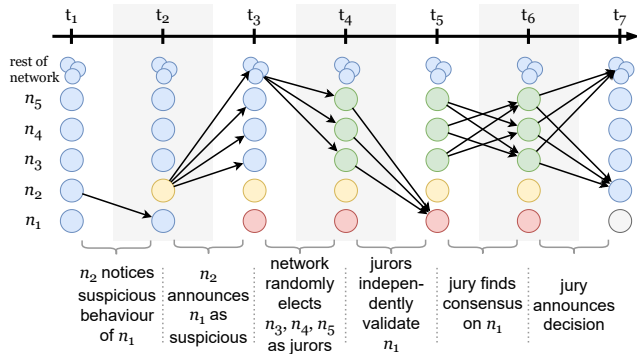 t₁ t₂ t₃ t₄ t₅ t₆ t₇
rest of
network
n₅
n₄
n₃
n₂
n₁
n₂ notices
suspicious
behaviour
of n₁
n₂
announces
n₁ as
suspicious
network
randomly
elects
n₃, n₄, n₅
as jurors
jurors
indepen-
dently
validate
n₁
jury finds
consensus
on n₁
jury
announces
decision